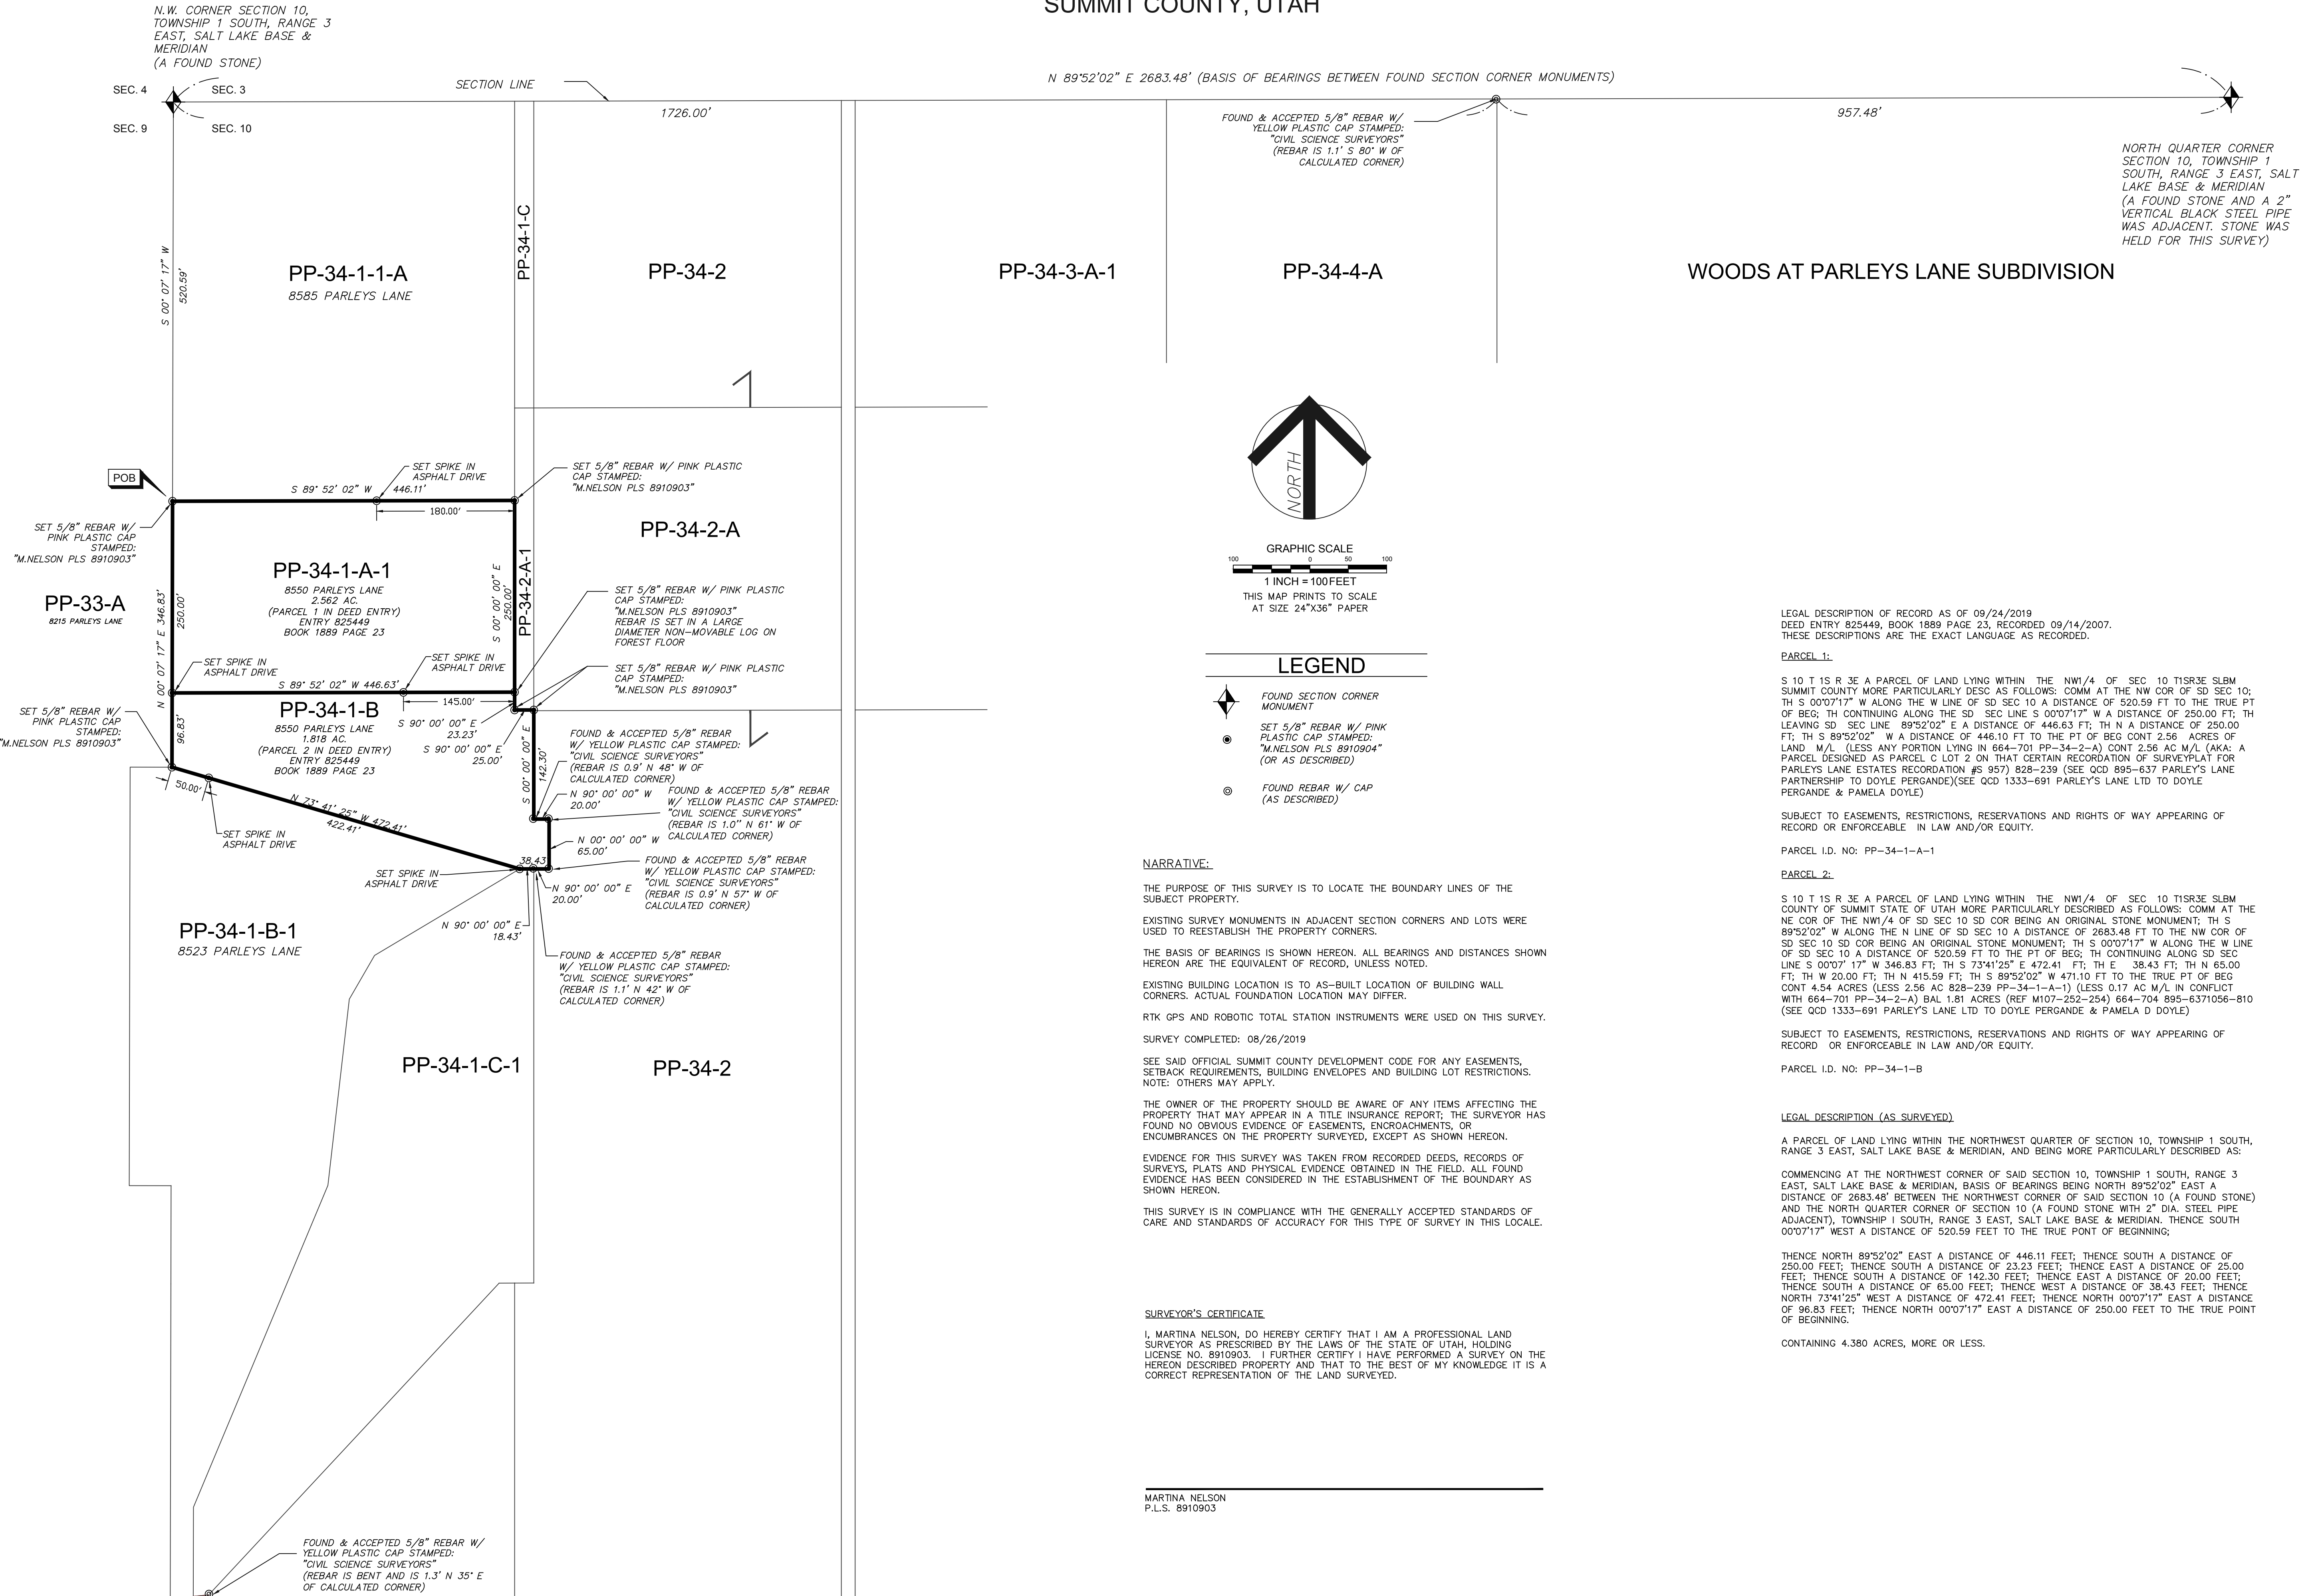 SUMMIT COUNTY, UTAH
N.W. CORNER SECTION 10,
TOWNSHIP 1 SOUTH, RANGE 3
EAST, SALT LAKE BASE &
MERIDIAN
(A FOUND STONE)
SEC. 4
SEC. 3
SEC. 9
SEC. 10
SECTION LINE
1726.00'
N 89°52'02" E 2683.48' (BASIS OF BEARINGS BETWEEN FOUND SECTION CORNER MONUMENTS)
957.48'
FOUND & ACCEPTED 5/8" REBAR W/
YELLOW PLASTIC CAP STAMPED:
"CIVIL SCIENCE SURVEYORS"
(REBAR IS 1.1' S 80° W OF
CALCULATED CORNER)
NORTH QUARTER CORNER
SECTION 10, TOWNSHIP 1
SOUTH, RANGE 3 EAST, SALT
LAKE BASE & MERIDIAN
(A FOUND STONE AND A 2"
VERTICAL BLACK STEEL PIPE
WAS ADJACENT. STONE WAS
HELD FOR THIS SURVEY)
S 00° 07' 17" W
520.59'
PP-34-1-1-A
8585 PARLEYS LANE
PP-34-1-C
PP-34-2
PP-34-3-A-1
PP-34-4-A
WOODS AT PARLEYS LANE SUBDIVISION
POB
S 89° 52' 02" W
446.11'
SET SPIKE IN
ASPHALT DRIVE
180.00'
SET 5/8" REBAR W/ PINK PLASTIC
CAP STAMPED:
"M.NELSON PLS 8910903"
SET 5/8" REBAR W/
PINK PLASTIC CAP
STAMPED:
"M.NELSON PLS 8910903"
PP-34-2-A
PP-34-1-A-1
8550 PARLEYS LANE
2.562 AC.
(PARCEL 1 IN DEED ENTRY)
ENTRY 825449
BOOK 1889 PAGE 23
S 00° 00' 00" E
250.00'
PP-34-2-A-1
PP-33-A
8215 PARLEYS LANE
N 00° 07' 17" E 346.83'
250.00'
SET 5/8" REBAR W/ PINK PLASTIC
CAP STAMPED:
"M.NELSON PLS 8910903"
REBAR IS SET IN A LARGE
DIAMETER NON-MOVABLE LOG ON
FOREST FLOOR
SET SPIKE IN
ASPHALT DRIVE
SET SPIKE IN
ASPHALT DRIVE
SET 5/8" REBAR W/ PINK PLASTIC
CAP STAMPED:
"M.NELSON PLS 8910903"
S 89° 52' 02" W 446.63'
145.00'
SET 5/8" REBAR W/
PINK PLASTIC CAP
STAMPED:
"M.NELSON PLS 8910903"
96.83'
PP-34-1-B
8550 PARLEYS LANE
1.818 AC.
(PARCEL 2 IN DEED ENTRY)
ENTRY 825449
BOOK 1889 PAGE 23
S 90° 00' 00" E
23.23'
S 90° 00' 00" E
25.00'
S 00° 00' 00" E
142.30'
FOUND & ACCEPTED 5/8" REBAR
W/ YELLOW PLASTIC CAP STAMPED:
"CIVIL SCIENCE SURVEYORS"
(REBAR IS 0.9' N 48° W OF
CALCULATED CORNER)
N 90° 00' 00" W
20.00'
FOUND & ACCEPTED 5/8" REBAR
W/ YELLOW PLASTIC CAP STAMPED:
"CIVIL SCIENCE SURVEYORS"
(REBAR IS 1.0" N 61° W OF
CALCULATED CORNER)
50.00'
N 73° 41' 25" W 472.41'
422.41'
SET SPIKE IN
ASPHALT DRIVE
N 00° 00' 00" W
65.00'
38.43
SET SPIKE IN
ASPHALT DRIVE
FOUND & ACCEPTED 5/8" REBAR
W/ YELLOW PLASTIC CAP STAMPED:
"CIVIL SCIENCE SURVEYORS"
(REBAR IS 0.9' N 57° W OF
CALCULATED CORNER)
N 90° 00' 00" E
20.00'
N 90° 00' 00" E
18.43'
PP-34-1-B-1
8523 PARLEYS LANE
FOUND & ACCEPTED 5/8" REBAR
W/ YELLOW PLASTIC CAP STAMPED:
"CIVIL SCIENCE SURVEYORS"
(REBAR IS 1.1' N 42° W OF
CALCULATED CORNER)
PP-34-1-C-1
PP-34-2
FOUND & ACCEPTED 5/8" REBAR W/
YELLOW PLASTIC CAP STAMPED:
"CIVIL SCIENCE SURVEYORS"
(REBAR IS BENT AND IS 1.3' N 35° E
OF CALCULATED CORNER)
NORTH
GRAPHIC SCALE
100 0 50 100
1 INCH = 100FEET
THIS MAP PRINTS TO SCALE
AT SIZE 24"X36" PAPER
LEGEND
FOUND SECTION CORNER
MONUMENT
SET 5/8" REBAR W/ PINK
PLASTIC CAP STAMPED:
"M.NELSON PLS 8910904"
(OR AS DESCRIBED)
FOUND REBAR W/ CAP
(AS DESCRIBED)
NARRATIVE:
THE PURPOSE OF THIS SURVEY IS TO LOCATE THE BOUNDARY LINES OF THE
SUBJECT PROPERTY.
EXISTING SURVEY MONUMENTS IN ADJACENT SECTION CORNERS AND LOTS WERE
USED TO REESTABLISH THE PROPERTY CORNERS.
THE BASIS OF BEARINGS IS SHOWN HEREON. ALL BEARINGS AND DISTANCES SHOWN
HEREON ARE THE EQUIVALENT OF RECORD, UNLESS NOTED.
EXISTING BUILDING LOCATION IS TO AS-BUILT LOCATION OF BUILDING WALL
CORNERS. ACTUAL FOUNDATION LOCATION MAY DIFFER.
RTK GPS AND ROBOTIC TOTAL STATION INSTRUMENTS WERE USED ON THIS SURVEY.
SURVEY COMPLETED: 08/26/2019
SEE SAID OFFICIAL SUMMIT COUNTY DEVELOPMENT CODE FOR ANY EASEMENTS,
SETBACK REQUIREMENTS, BUILDING ENVELOPES AND BUILDING LOT RESTRICTIONS.
NOTE: OTHERS MAY APPLY.
THE OWNER OF THE PROPERTY SHOULD BE AWARE OF ANY ITEMS AFFECTING THE
PROPERTY THAT MAY APPEAR IN A TITLE INSURANCE REPORT; THE SURVEYOR HAS
FOUND NO OBVIOUS EVIDENCE OF EASEMENTS, ENCROACHMENTS, OR
ENCUMBRANCES ON THE PROPERTY SURVEYED, EXCEPT AS SHOWN HEREON.
EVIDENCE FOR THIS SURVEY WAS TAKEN FROM RECORDED DEEDS, RECORDS OF
SURVEYS, PLATS AND PHYSICAL EVIDENCE OBTAINED IN THE FIELD. ALL FOUND
EVIDENCE HAS BEEN CONSIDERED IN THE ESTABLISHMENT OF THE BOUNDARY AS
SHOWN HEREON.
THIS SURVEY IS IN COMPLIANCE WITH THE GENERALLY ACCEPTED STANDARDS OF
CARE AND STANDARDS OF ACCURACY FOR THIS TYPE OF SURVEY IN THIS LOCALE.
SURVEYOR'S CERTIFICATE
I, MARTINA NELSON, DO HEREBY CERTIFY THAT I AM A PROFESSIONAL LAND
SURVEYOR AS PRESCRIBED BY THE LAWS OF THE STATE OF UTAH, HOLDING
LICENSE NO. 8910903. I FURTHER CERTIFY I HAVE PERFORMED A SURVEY ON THE
HEREON DESCRIBED PROPERTY AND THAT TO THE BEST OF MY KNOWLEDGE IT IS A
CORRECT REPRESENTATION OF THE LAND SURVEYED.
MARTINA NELSON
P.L.S. 8910903
LEGAL DESCRIPTION OF RECORD AS OF 09/24/2019
DEED ENTRY 825449, BOOK 1889 PAGE 23, RECORDED 09/14/2007.
THESE DESCRIPTIONS ARE THE EXACT LANGUAGE AS RECORDED.
PARCEL 1:
S 10 T 1S R 3E A PARCEL OF LAND LYING WITHIN THE NW1/4 OF SEC 10 T1SR3E SLBM
SUMMIT COUNTY MORE PARTICULARLY DESC AS FOLLOWS: COMM AT THE NW COR OF SD SEC 10;
TH S 00°07'17" W ALONG THE W LINE OF SD SEC 10 A DISTANCE OF 520.59 FT TO THE TRUE PT
OF BEG; TH CONTINUING ALONG THE SD SEC LINE S 00°07'17" W A DISTANCE OF 250.00 FT; TH
LEAVING SD SEC LINE 89°52'02" E A DISTANCE OF 446.63 FT; TH N A DISTANCE OF 250.00
FT; TH S 89°52'02" W A DISTANCE OF 446.10 FT TO THE PT OF BEG CONT 2.56 ACRES OF
LAND M/L (LESS ANY PORTION LYING IN 664-701 PP-34-2-A) CONT 2.56 AC M/L (AKA: A
PARCEL DESIGNED AS PARCEL C LOT 2 ON THAT CERTAIN RECORDATION OF SURVEYPLAT FOR
PARLEYS LANE ESTATES RECORDATION #S 957) 828-239 (SEE QCD 895-637 PARLEY'S LANE
PARTNERSHIP TO DOYLE PERGANDE)(SEE QCD 1333-691 PARLEY'S LANE LTD TO DOYLE
PERGANDE & PAMELA DOYLE)
SUBJECT TO EASEMENTS, RESTRICTIONS, RESERVATIONS AND RIGHTS OF WAY APPEARING OF
RECORD OR ENFORCEABLE IN LAW AND/OR EQUITY.
PARCEL I.D. NO: PP-34-1-A-1
PARCEL 2:
S 10 T 1S R 3E A PARCEL OF LAND LYING WITHIN THE NW1/4 OF SEC 10 T1SR3E SLBM
COUNTY OF SUMMIT STATE OF UTAH MORE PARTICULARLY DESCRIBED AS FOLLOWS: COMM AT THE
NE COR OF THE NW1/4 OF SD SEC 10 SD COR BEING AN ORIGINAL STONE MONUMENT; TH S
89°52'02" W ALONG THE N LINE OF SD SEC 10 A DISTANCE OF 2683.48 FT TO THE NW COR OF
SD SEC 10 SD COR BEING AN ORIGINAL STONE MONUMENT; TH S 00°07'17" W ALONG THE W LINE
OF SD SEC 10 A DISTANCE OF 520.59 FT TO THE PT OF BEG; TH CONTINUING ALONG SD SEC
LINE S 00°07' 17" W 346.83 FT; TH S 73°41'25" E 472.41 FT; TH E 38.43 FT; TH N 65.00
FT; TH W 20.00 FT; TH N 415.59 FT; TH S 89°52'02" W 471.10 FT TO THE TRUE PT OF BEG
CONT 4.54 ACRES (LESS 2.56 AC 828-239 PP-34-1-A-1) (LESS 0.17 AC M/L IN CONFLICT
WITH 664-701 PP-34-2-A) BAL 1.81 ACRES (REF M107-252-254) 664-704 895-6371056-810
(SEE QCD 1333-691 PARLEY'S LANE LTD TO DOYLE PERGANDE & PAMELA D DOYLE)
SUBJECT TO EASEMENTS, RESTRICTIONS, RESERVATIONS AND RIGHTS OF WAY APPEARING OF
RECORD OR ENFORCEABLE IN LAW AND/OR EQUITY.
PARCEL I.D. NO: PP-34-1-B
LEGAL DESCRIPTION (AS SURVEYED)
A PARCEL OF LAND LYING WITHIN THE NORTHWEST QUARTER OF SECTION 10, TOWNSHIP 1 SOUTH,
RANGE 3 EAST, SALT LAKE BASE & MERIDIAN, AND BEING MORE PARTICULARLY DESCRIBED AS:
COMMENCING AT THE NORTHWEST CORNER OF SAID SECTION 10, TOWNSHIP 1 SOUTH, RANGE 3
EAST, SALT LAKE BASE & MERIDIAN, BASIS OF BEARINGS BEING NORTH 89°52'02" EAST A
DISTANCE OF 2683.48' BETWEEN THE NORTHWEST CORNER OF SAID SECTION 10 (A FOUND STONE)
AND THE NORTH QUARTER CORNER OF SECTION 10 (A FOUND STONE WITH 2" DIA. STEEL PIPE
ADJACENT), TOWNSHIP I SOUTH, RANGE 3 EAST, SALT LAKE BASE & MERIDIAN. THENCE SOUTH
00°07'17" WEST A DISTANCE OF 520.59 FEET TO THE TRUE PONT OF BEGINNING;
THENCE NORTH 89°52'02" EAST A DISTANCE OF 446.11 FEET; THENCE SOUTH A DISTANCE OF
250.00 FEET; THENCE SOUTH A DISTANCE OF 23.23 FEET; THENCE EAST A DISTANCE OF 25.00
FEET; THENCE SOUTH A DISTANCE OF 142.30 FEET; THENCE EAST A DISTANCE OF 20.00 FEET;
THENCE SOUTH A DISTANCE OF 65.00 FEET; THENCE WEST A DISTANCE OF 38.43 FEET; THENCE
NORTH 73°41'25" WEST A DISTANCE OF 472.41 FEET; THENCE NORTH 00°07'17" EAST A DISTANCE
OF 96.83 FEET; THENCE NORTH 00°07'17" EAST A DISTANCE OF 250.00 FEET TO THE TRUE POINT
OF BEGINNING.
CONTAINING 4.380 ACRES, MORE OR LESS.